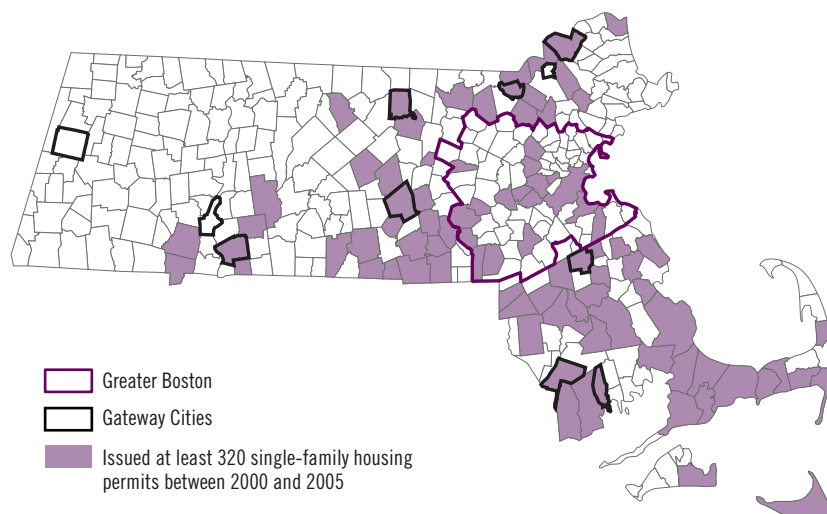 Greater Boston
Gateway Cities
Issued at least 320 single-family housing
permits between 2000 and 2005